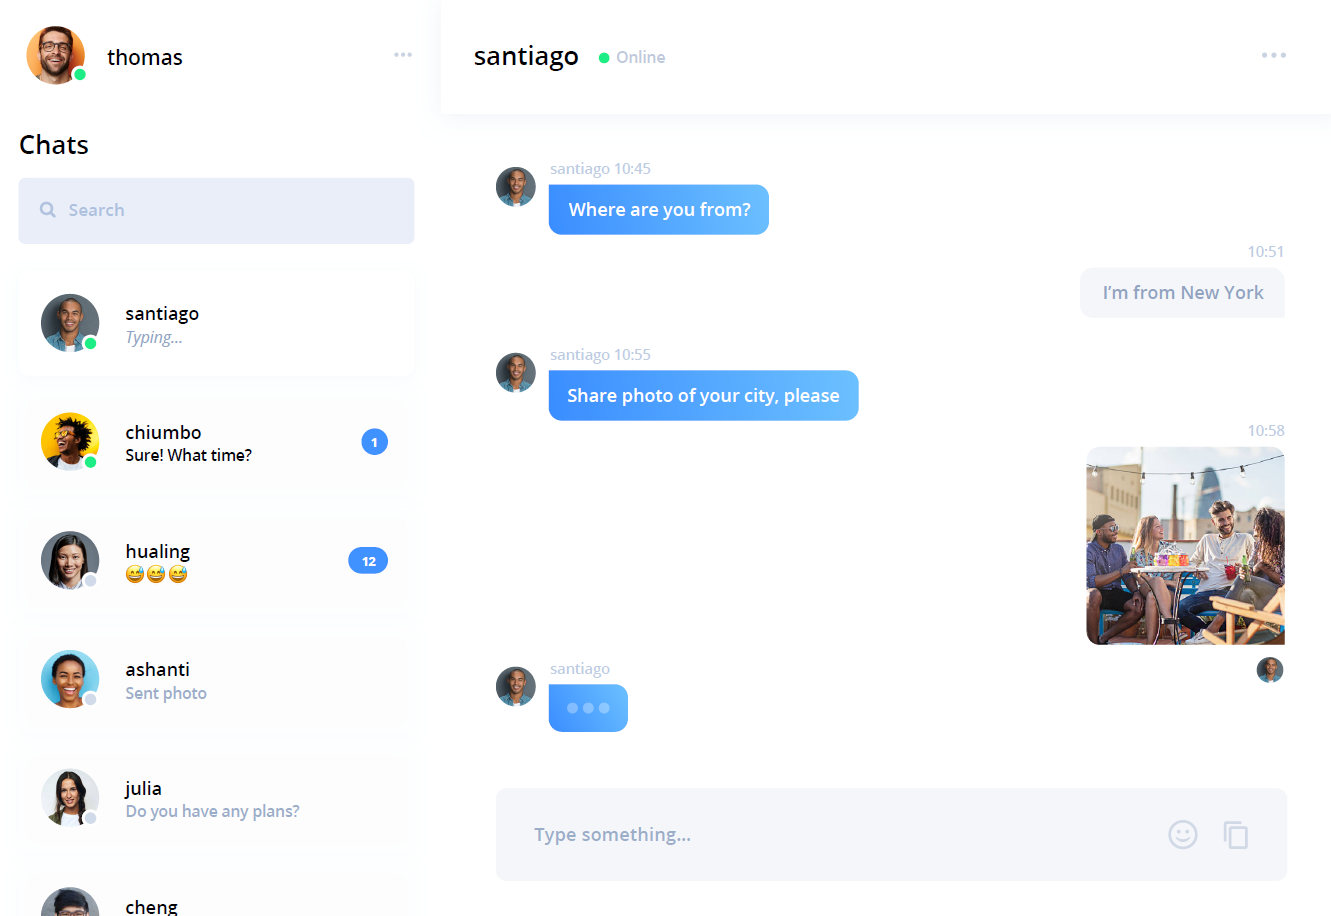 thomas
Chats
Search
santiago
Typing...
chiumbo
Sure! What time?
1
hualing
😅😅😅
12
ashanti
Sent photo
julia
Do you have any plans?
cheng
santiago
Online
santiago 10:45
Where are you from?
10:51
I’m from New York
santiago 10:55
Share photo of your city, please
10:58
santiago
Type something...